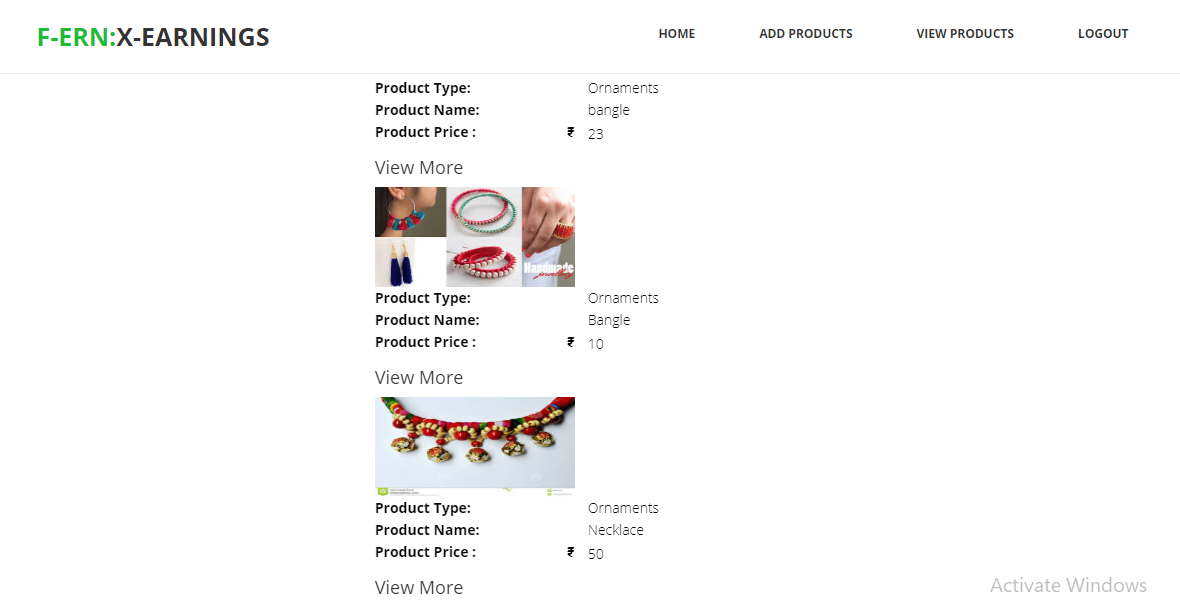 F-ERN:X-EARNINGS
HOME ADD PRODUCTS VIEW PRODUCTS LOGOUT
Product Type: Ornaments
Product Name: bangle
Product Price : ₹ 23
View More
Handmade
jewellery
Product Type: Ornaments
Product Name: Bangle
Product Price : ₹ 10
View More
Product Type: Ornaments
Product Name: Necklace
Product Price : ₹ 50
View More
Activate Windows